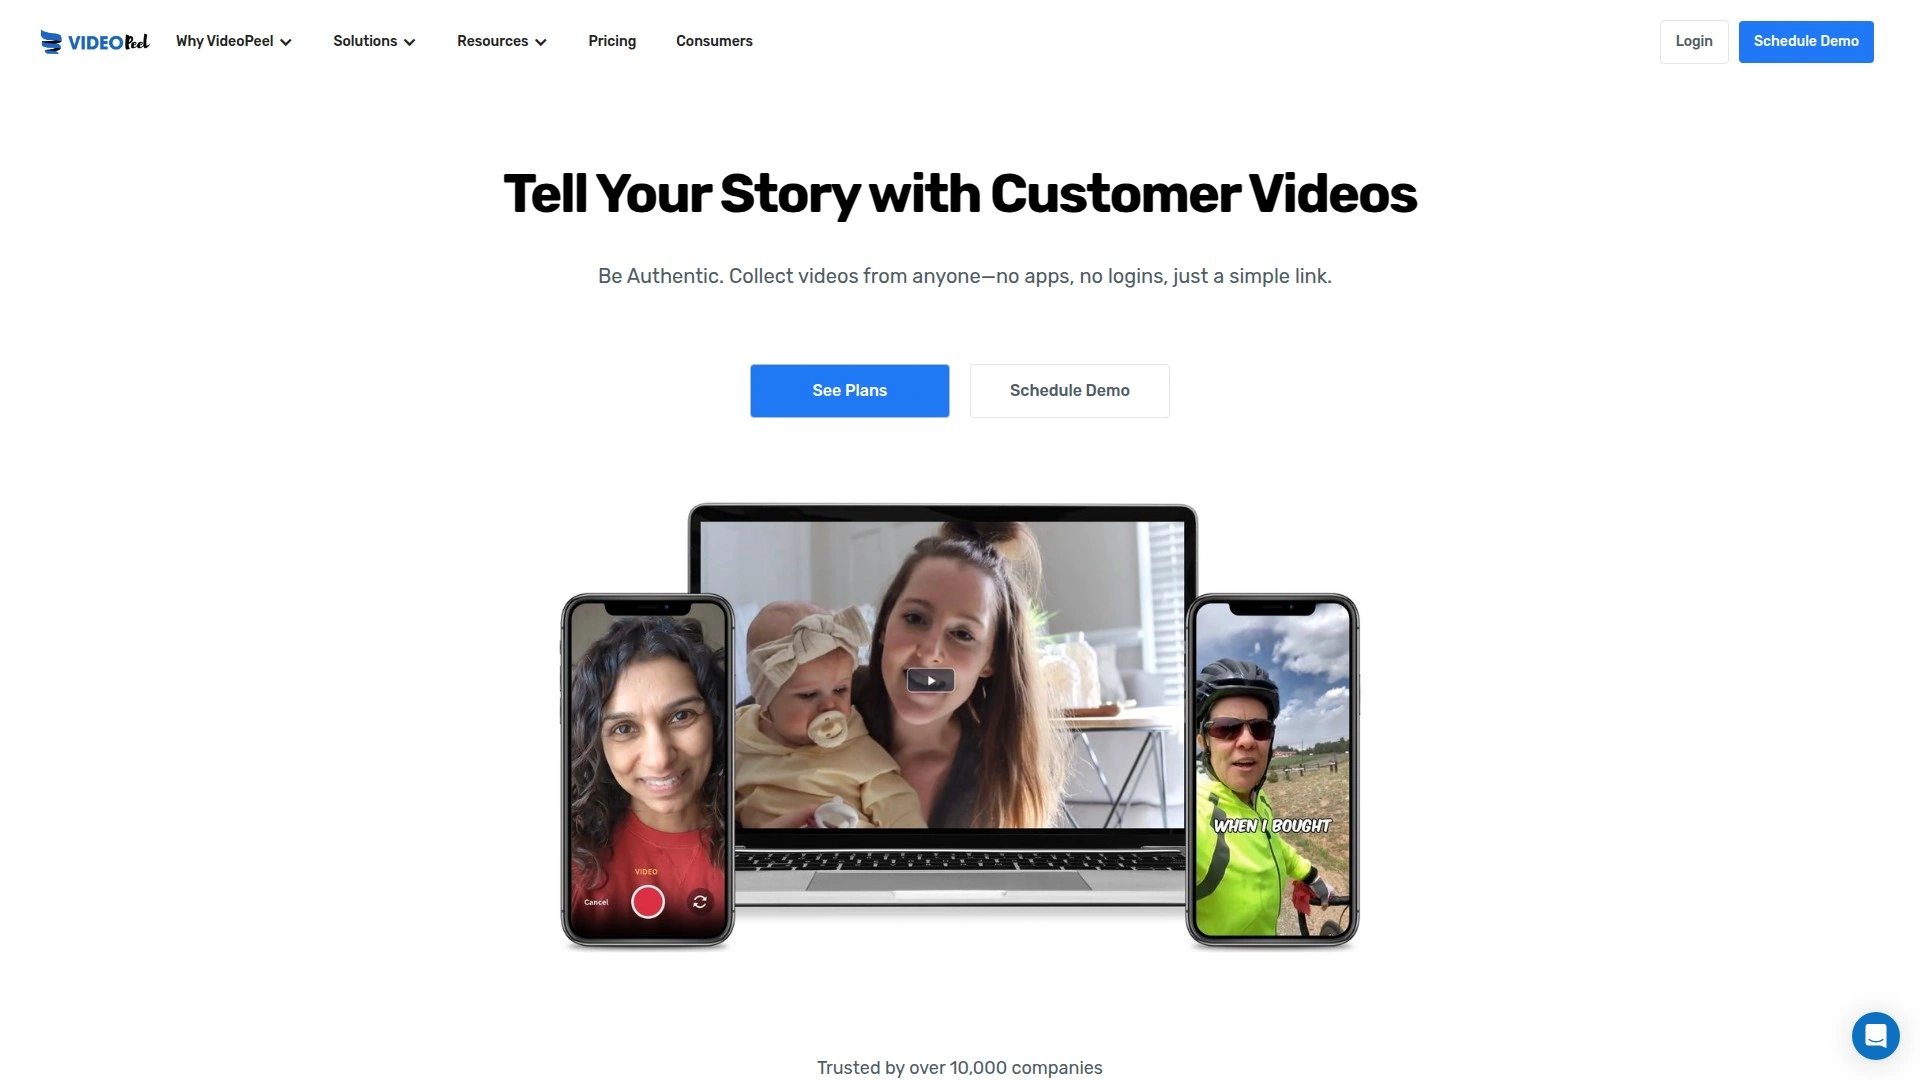 VIDEOPeel
Why VideoPeel
Solutions
Resources
Pricing
Consumers
Login
Schedule Demo
Tell Your Story with Customer Videos
Be Authentic. Collect videos from anyone—no apps, no logins, just a simple link.
See Plans
Schedule Demo
VIDEO
Cancel
WHEN I BOUGHT
Trusted by over 10,000 companies